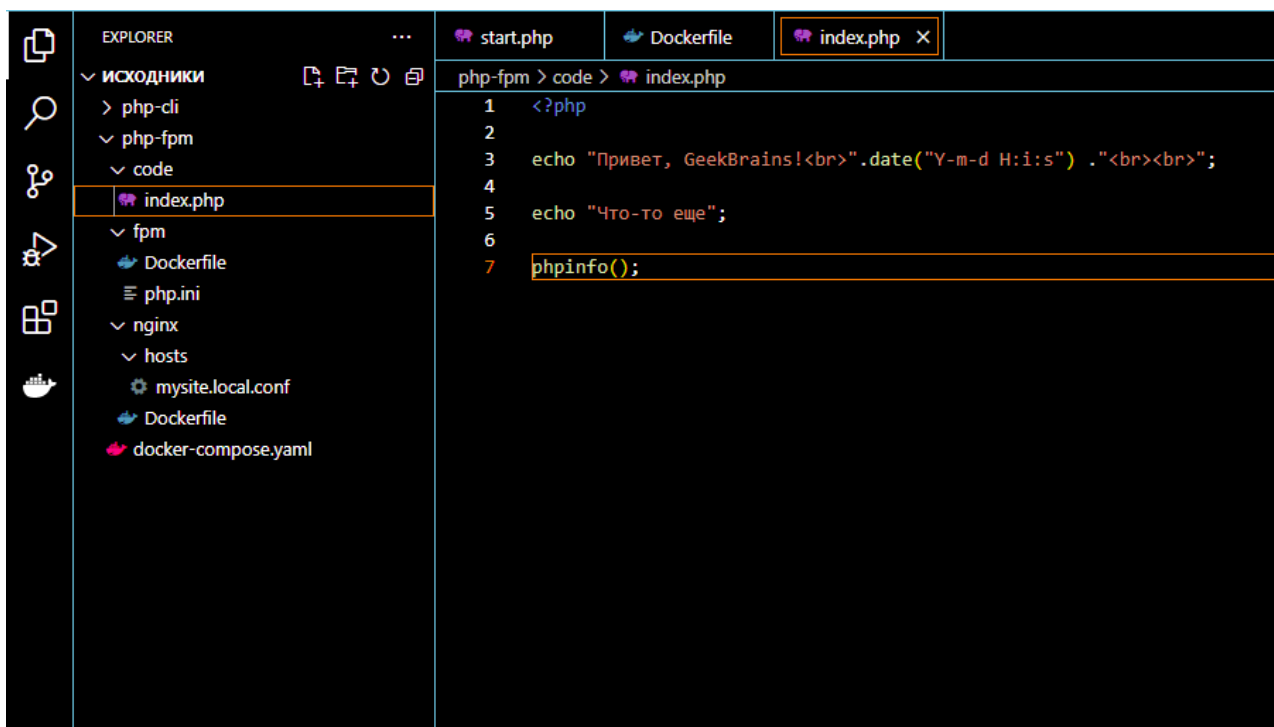 EXPLORER
ИСХОДНИКИ
php-cli
php-fpm
code
index.php
fpm
Dockerfile
php.ini
nginx
hosts
mysite.local.conf
Dockerfile
docker-compose.yaml
start.php Dockerfile index.php
php-fpm > code > index.php
1 <?php
2
3 echo "Привет, GeekBrains!<br>".date("Y-m-d H:i:s") ."<br><br>";
4
5 echo "Что-то еще";
6
7 phpinfo();